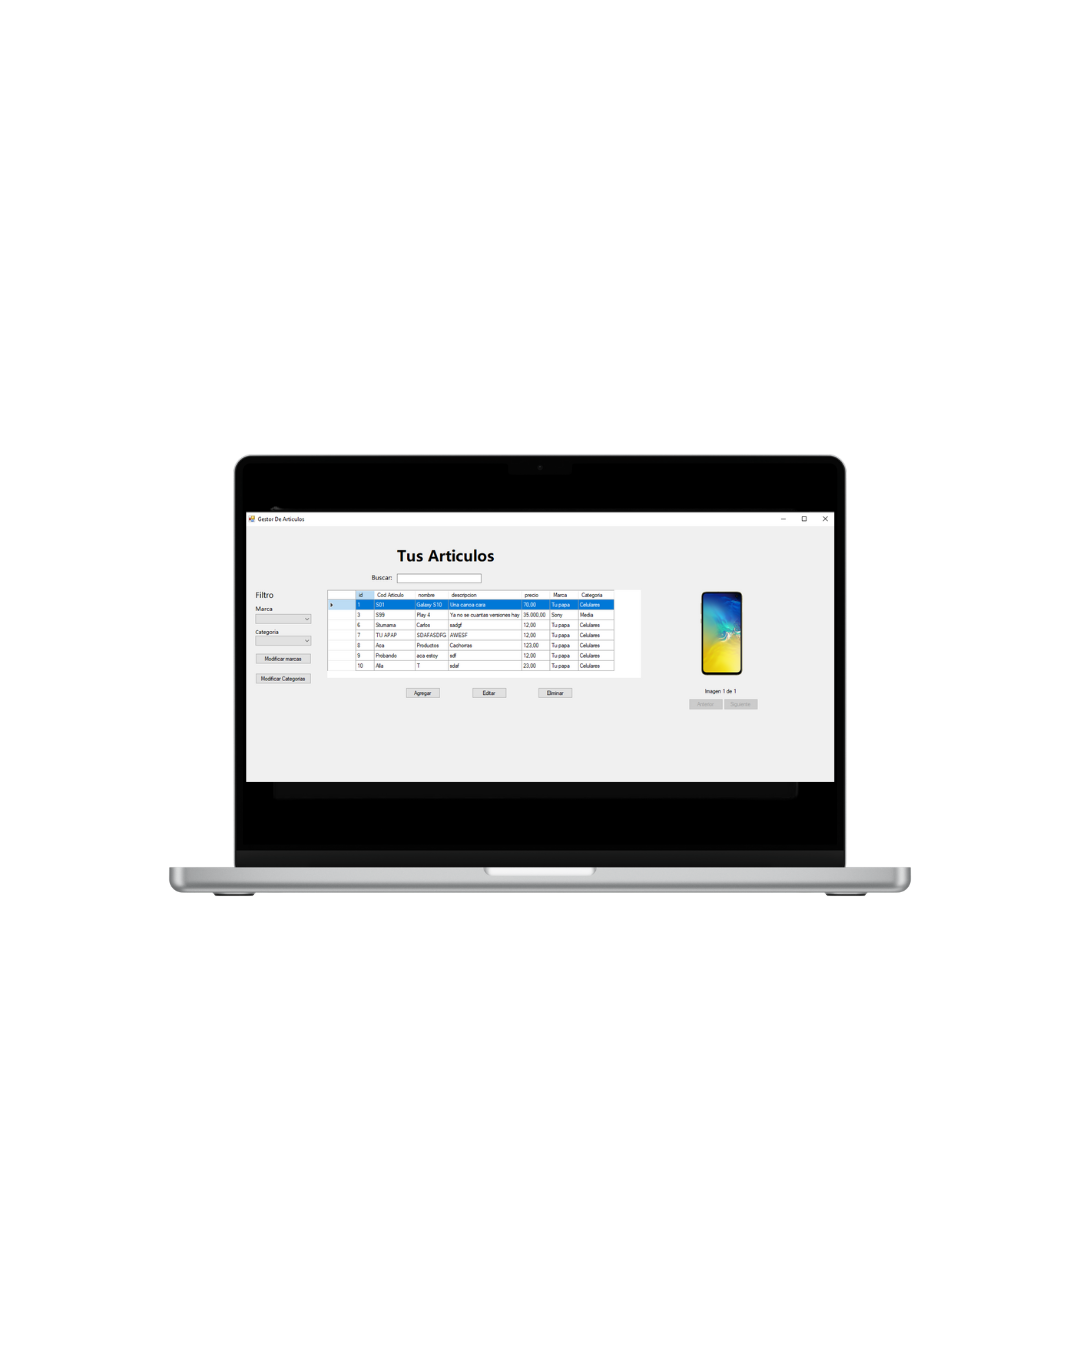 Gestor De Articulos
Tus Articulos
Buscar:
Filtro
Marca
Categoria
Modificar marcas
Modificar Categorias
id Cod Articulo nombre descripcion precio Marca Categoria
1 S01 Galaxy S10 Una canoa cara 70,00 Tu papa Celulares
3 S99 Play 4 Ya no se cuantas versiones hay 35.000,00 Sony Media
6 Stumama Carlos sadgf 12,00 Tu papa Celulares
7 TU APAP SDAFASDFG AWESF 12,00 Tu papa Celulares
8 Aca Productos Cachorras 123,00 Tu papa Celulares
9 Probando aca estoy sdf 12,00 Tu papa Celulares
10 Alla T sdaf 23,00 Tu papa Celulares
Agregar Editar Eliminar
Imagen 1 de 1
Anterior Siguiente